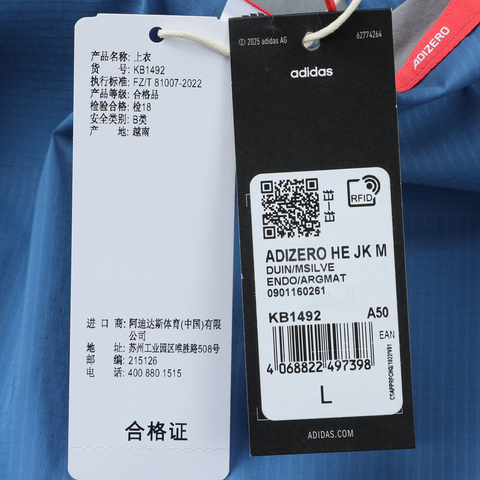 产品名称: 上衣
货 号: KB1492
执行标准: FZ/T 81007-2022
产品等级: 合格品
检验合格: 检18
安全类别: B类
产 地: 越南
进 口 商: 阿迪达斯体育(中国)有限
公司
地 址: 苏州工业园区唯胜路508号
邮 编: 215126
电 话: 400 880 1515
合格证
© 2025 adidas AG
62774264
adidas
RFID
ADIZERO HE JK M
DUIN/MSILVE
ENDO/ARGMAT
0901160261
KB1492 A50
EAN
4 068822 497398
L
ADIDAS.COM
ADIZERO